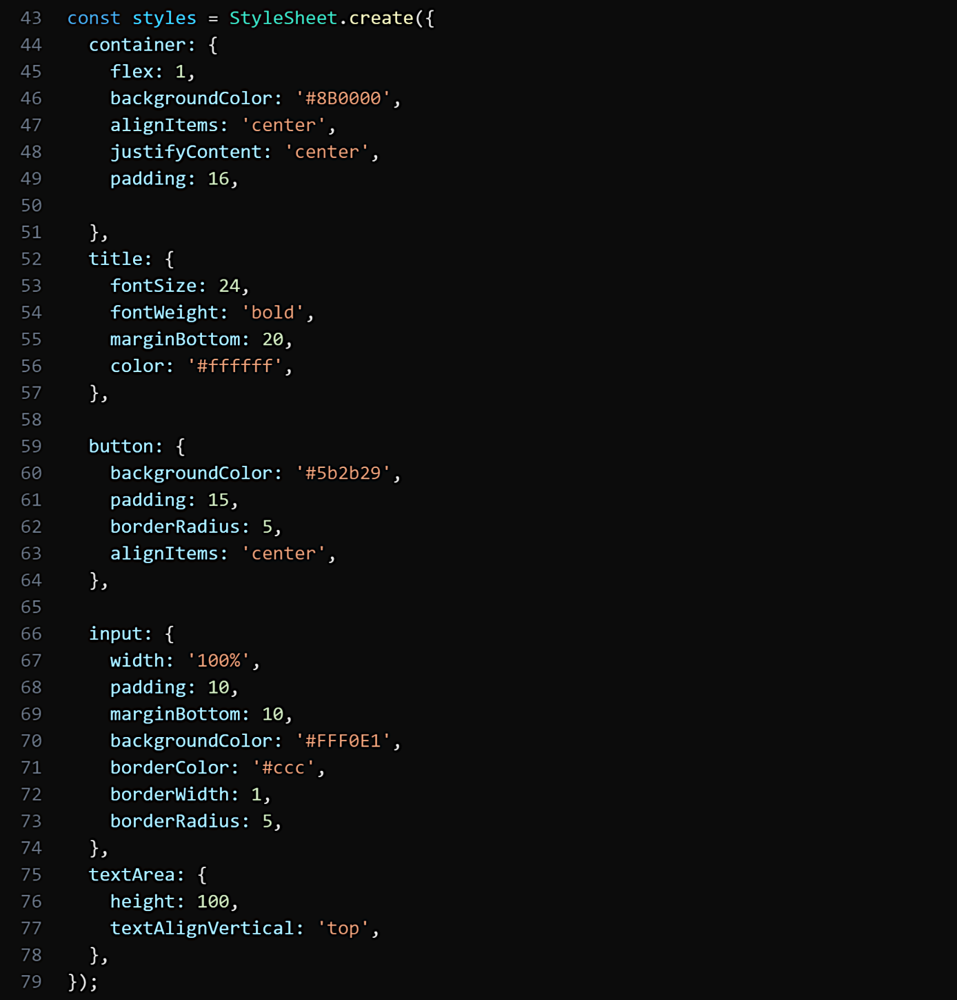 43 const styles = StyleSheet.create({
44   container: {
45     flex: 1,
46     backgroundColor: '#8B0000',
47     alignItems: 'center',
48     justifyContent: 'center',
49     padding: 16,
50
51   },
52   title: {
53     fontSize: 24,
54     fontWeight: 'bold',
55     marginBottom: 20,
56     color: '#ffffff',
57   },
58
59   button: {
60     backgroundColor: '#5b2b29',
61     padding: 15,
62     borderRadius: 5,
63     alignItems: 'center',
64   },
65
66   input: {
67     width: '100%',
68     padding: 10,
69     marginBottom: 10,
70     backgroundColor: '#FFF0E1',
71     borderColor: '#ccc',
72     borderWidth: 1,
73     borderRadius: 5,
74   },
75   textArea: {
76     height: 100,
77     textAlignVertical: 'top',
78   },
79 });